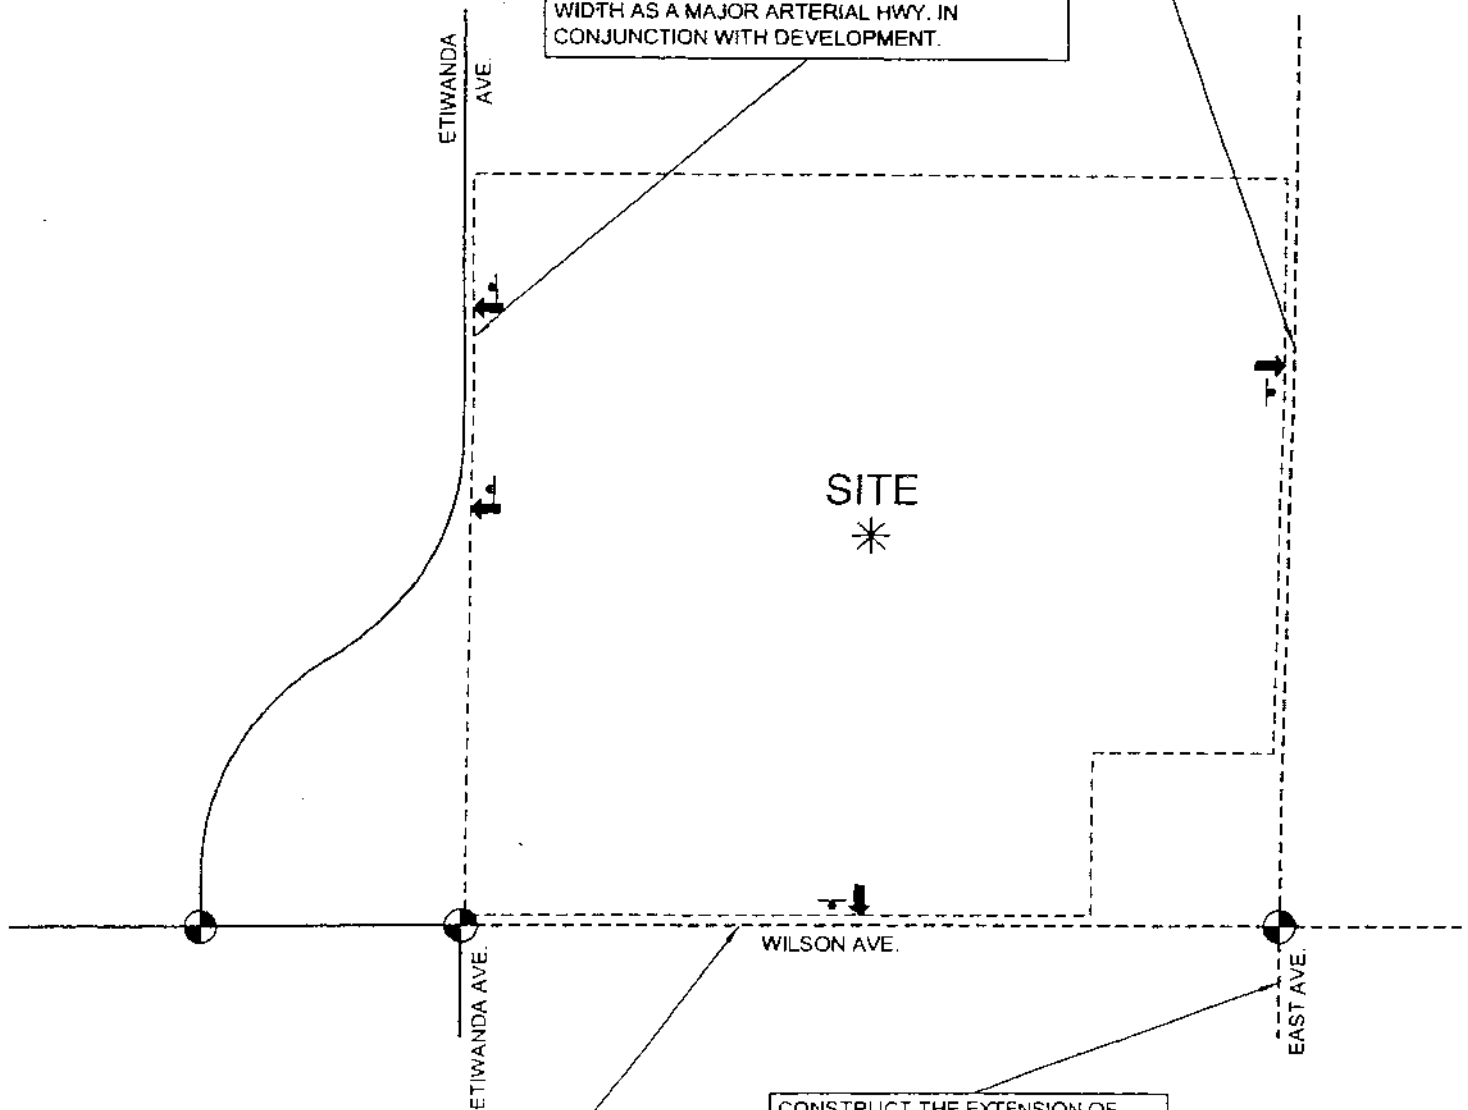 WIDTH AS A MAJOR ARTERIAL HWY. IN
CONJUNCTION WITH DEVELOPMENT.
ETIWANDA
AVE.
SITE
WILSON AVE.
ETIWANDA AVE.
EAST AVE.
CONSTRUCT THE EXTENSION OF